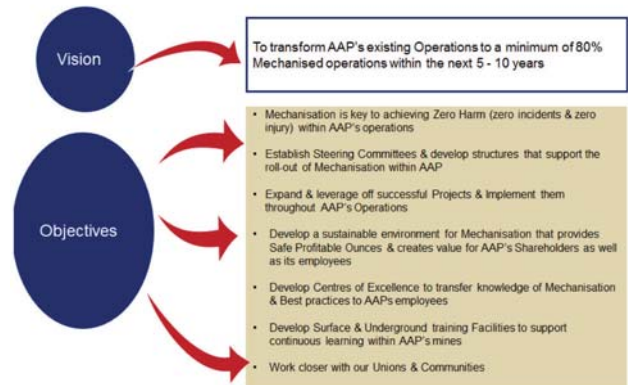 Vision
To transform AAP's existing Operations to a minimum of 80%
Mechanised operations within the next 5 - 10 years
Objectives
• Mechanisation is key to achieving Zero Harm (zero incidents & zero
injury) within AAP's operations
• Establish Steering Committees & develop structures that support the
roll-out of Mechanisation within AAP
• Expand & leverage off successful Projects & Implement them
throughout AAP's Operations
• Develop a sustainable environment for Mechanisation that provides
Safe Profitable Ounces & creates value for AAP's Shareholders as well
as its employees
• Develop Centres of Excellence to transfer knowledge of Mechanisation
& Best practices to AAPs employees
• Develop Surface & Underground training Facilities to support
continuous learning within AAP's mines
• Work closer with our Unions & Communities